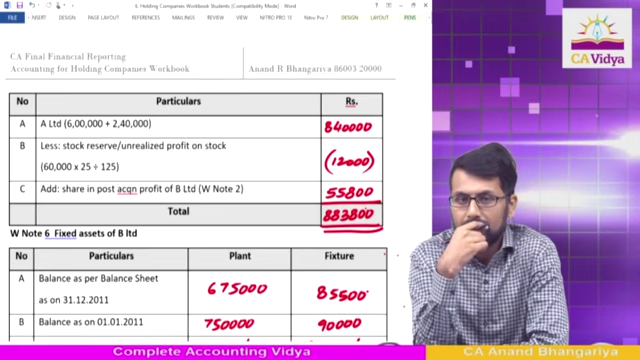 6. Holding Companies Workbook Students [Compatibility Mode] - Word
FILE HOME INSERT DESIGN PAGE LAYOUT REFERENCES MAILINGS REVIEW VIEW NITRO PRO 10 Nitro Pro 7 DESIGN LAYOUT PENS
CA Final Financial Reporting
Accounting for Holding Companies Workbook
Anand R Bhangariya 86003 20000
CA Vidya
No Particulars Rs.
A A Ltd (6,00,000 + 2,40,000) 840000
B Less: stock reserve/unrealized profit on stock
(60,000 x 25 ÷ 125) (12000)
C Add: share in post acqn profit of B Ltd (W Note 2) 55800
Total 883800
W Note 6 Fixed assets of B ltd
No Particulars Plant Fixture
A Balance as per Balance Sheet
as on 31.12.2011 675000 85500
B Balance as on 01.01.2011 750000 90000
Complete Accounting Vidya CA Anand Bhangariya